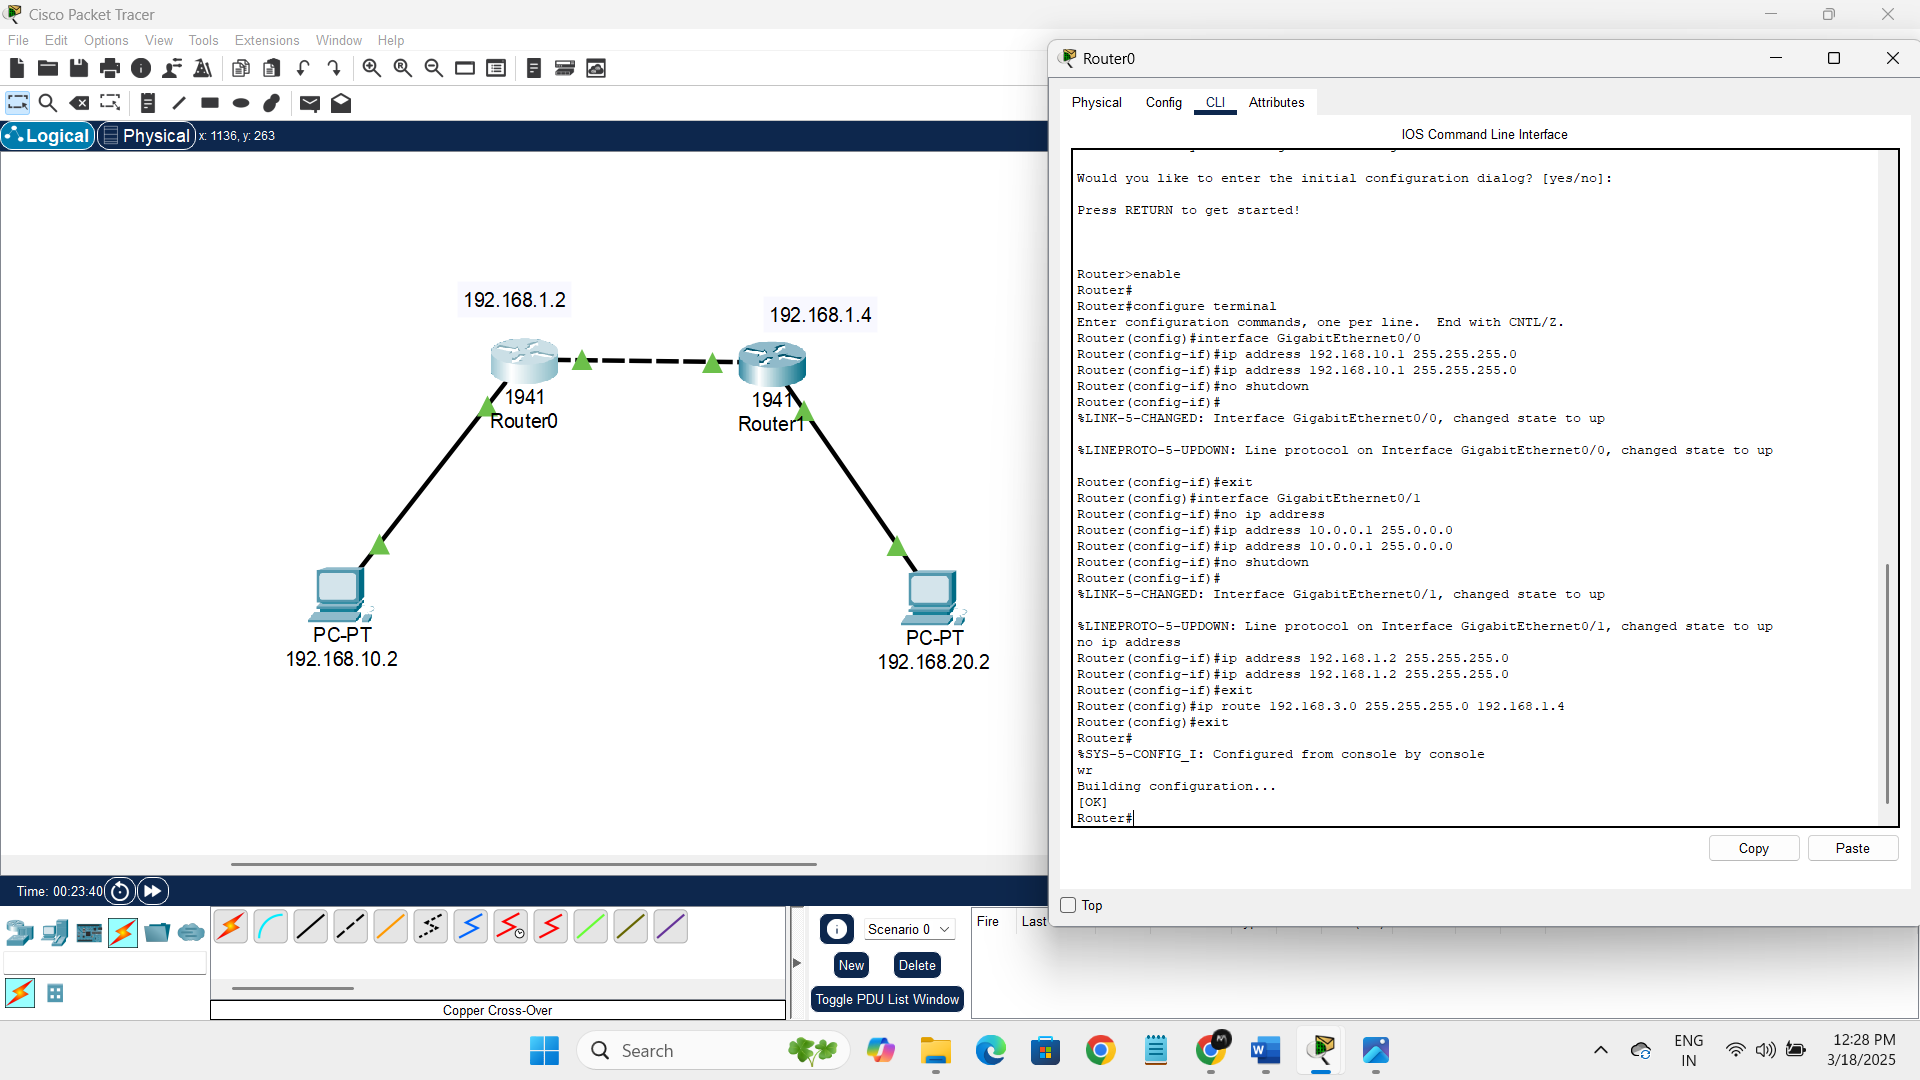 Cisco Packet Tracer
File Edit Options View Tools Extensions Window Help
Logical Physical x: 1136, y: 263
192.168.1.2
192.168.1.4
1941
Router0
1941
Router1
PC-PT
192.168.10.2
PC-PT
192.168.20.2
Time: 00:23:40
Scenario 0
New
Delete
Toggle PDU List Window
Fire Last
Copper Cross-Over
Router0
Physical Config CLI Attributes
IOS Command Line Interface
Would you like to enter the initial configuration dialog? [yes/no]:
Press RETURN to get started!
Router>enable
Router#
Router#configure terminal
Enter configuration commands, one per line.  End with CNTL/Z.
Router(config)#interface GigabitEthernet0/0
Router(config-if)#ip address 192.168.10.1 255.255.255.0
Router(config-if)#ip address 192.168.10.1 255.255.255.0
Router(config-if)#no shutdown
Router(config-if)#
%LINK-5-CHANGED: Interface GigabitEthernet0/0, changed state to up
%LINEPROTO-5-UPDOWN: Line protocol on Interface GigabitEthernet0/0, changed state to up
Router(config-if)#exit
Router(config)#interface GigabitEthernet0/1
Router(config-if)#no ip address
Router(config-if)#ip address 10.0.0.1 255.0.0.0
Router(config-if)#ip address 10.0.0.1 255.0.0.0
Router(config-if)#no shutdown
Router(config-if)#
%LINK-5-CHANGED: Interface GigabitEthernet0/1, changed state to up
%LINEPROTO-5-UPDOWN: Line protocol on Interface GigabitEthernet0/1, changed state to up
no ip address
Router(config-if)#ip address 192.168.1.2 255.255.255.0
Router(config-if)#ip address 192.168.1.2 255.255.255.0
Router(config-if)#exit
Router(config)#ip route 192.168.3.0 255.255.255.0 192.168.1.4
Router(config)#exit
Router#
%SYS-5-CONFIG_I: Configured from console by console
wr
Building configuration...
[OK]
Router#
Copy Paste
Top
Search
ENG
IN
12:28 PM
3/18/2025